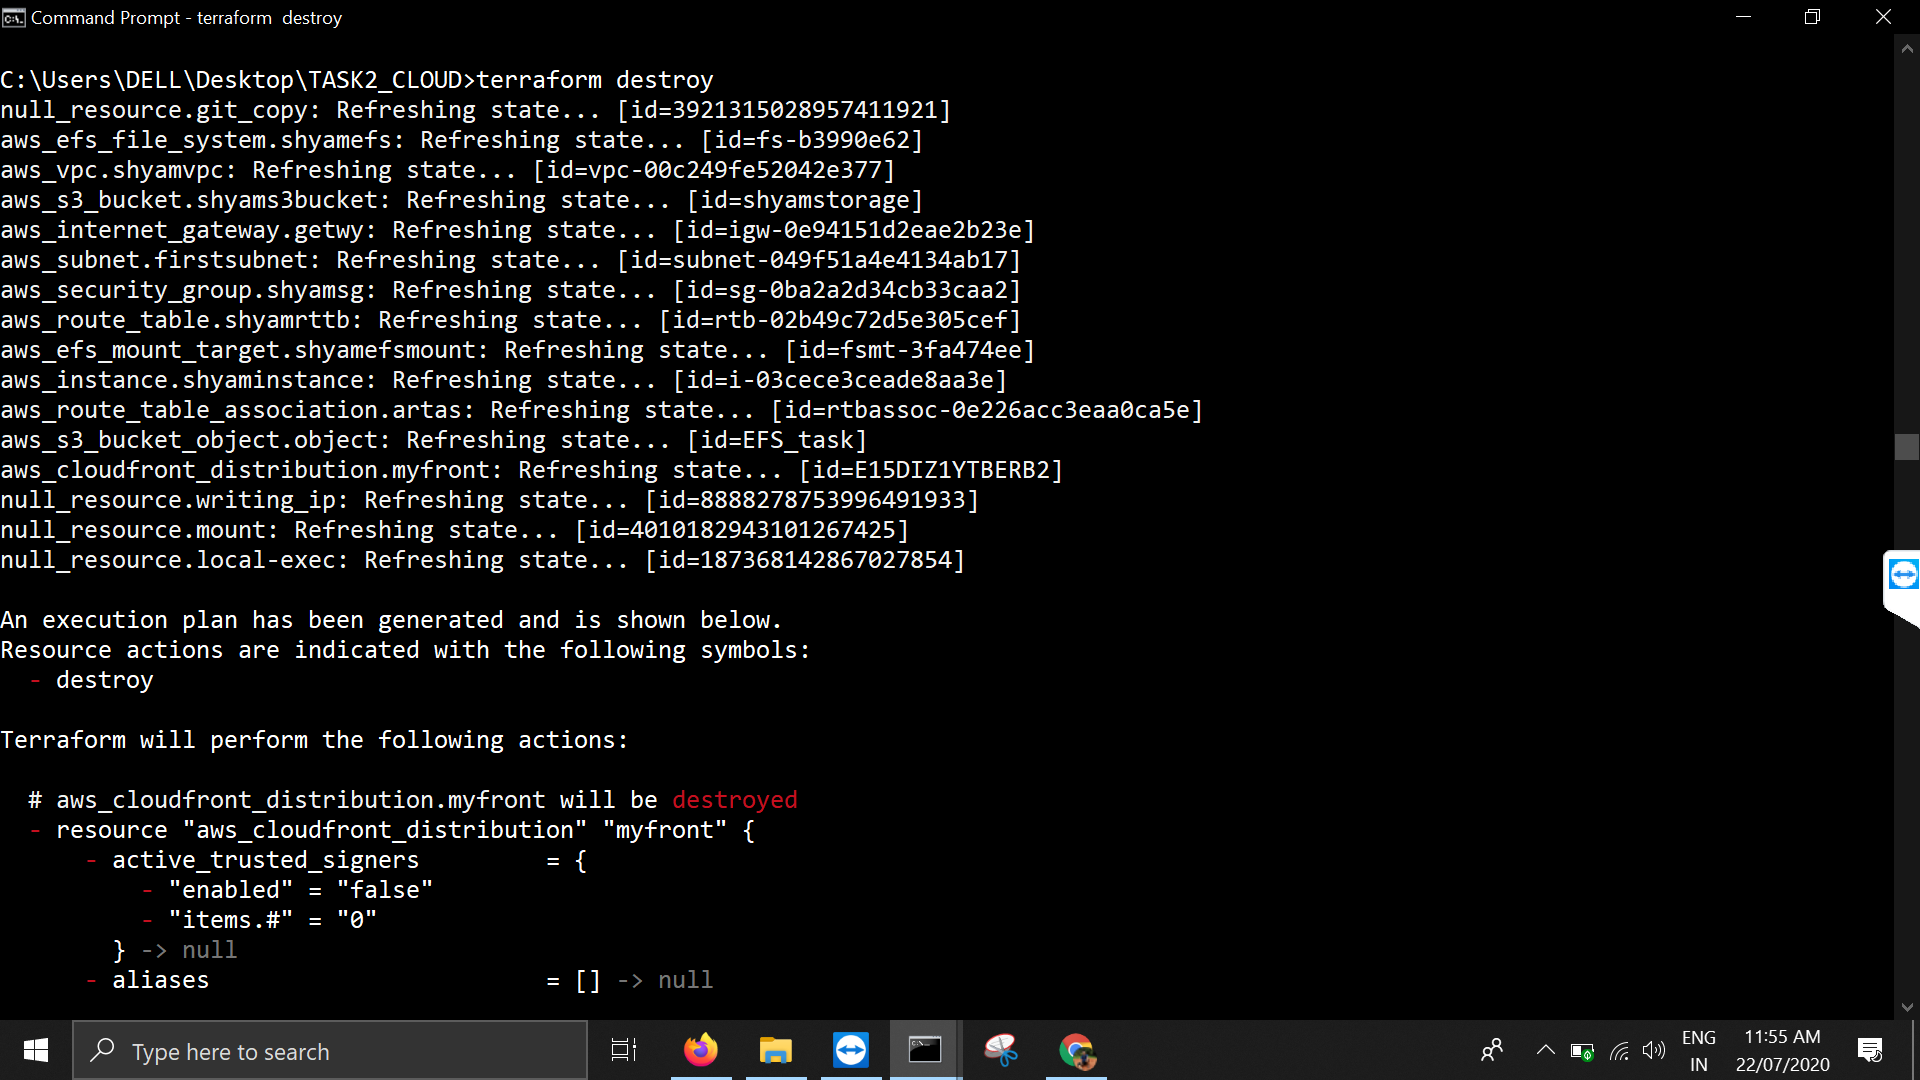 Command Prompt - terraform  destroy
C:\Users\DELL\Desktop\TASK2_CLOUD>terraform destroy
null_resource.git_copy: Refreshing state... [id=3921315028957411921]
aws_efs_file_system.shyamefs: Refreshing state... [id=fs-b3990e62]
aws_vpc.shyamvpc: Refreshing state... [id=vpc-00c249fe52042e377]
aws_s3_bucket.shyams3bucket: Refreshing state... [id=shyamstorage]
aws_internet_gateway.getwy: Refreshing state... [id=igw-0e94151d2eae2b23e]
aws_subnet.firstsubnet: Refreshing state... [id=subnet-049f51a4e4134ab17]
aws_security_group.shyamsg: Refreshing state... [id=sg-0ba2a2d34cb33caa2]
aws_route_table.shyamrttb: Refreshing state... [id=rtb-02b49c72d5e305cef]
aws_efs_mount_target.shyamefsmount: Refreshing state... [id=fsmt-3fa474ee]
aws_instance.shyaminstance: Refreshing state... [id=i-03cece3ceade8aa3e]
aws_route_table_association.artas: Refreshing state... [id=rtbassoc-0e226acc3eaa0ca5e]
aws_s3_bucket_object.object: Refreshing state... [id=EFS_task]
aws_cloudfront_distribution.myfront: Refreshing state... [id=E15DIZ1YTBERB2]
null_resource.writing_ip: Refreshing state... [id=8888278753996491933]
null_resource.mount: Refreshing state... [id=4010182943101267425]
null_resource.local-exec: Refreshing state... [id=1873681428670278​54]
An execution plan has been generated and is shown below.
Resource actions are indicated with the following symbols:
  - destroy
Terraform will perform the following actions:
  # aws_cloudfront_distribution.myfront will be destroyed
  - resource "aws_cloudfront_distribution" "myfront" {
      - active_trusted_signers         = {
          - "enabled" = "false"
          - "items.#" = "0"
        } -> null
      - aliases                        = [] -> null
Type here to search
ENG
IN
11:55 AM
22/07/2020